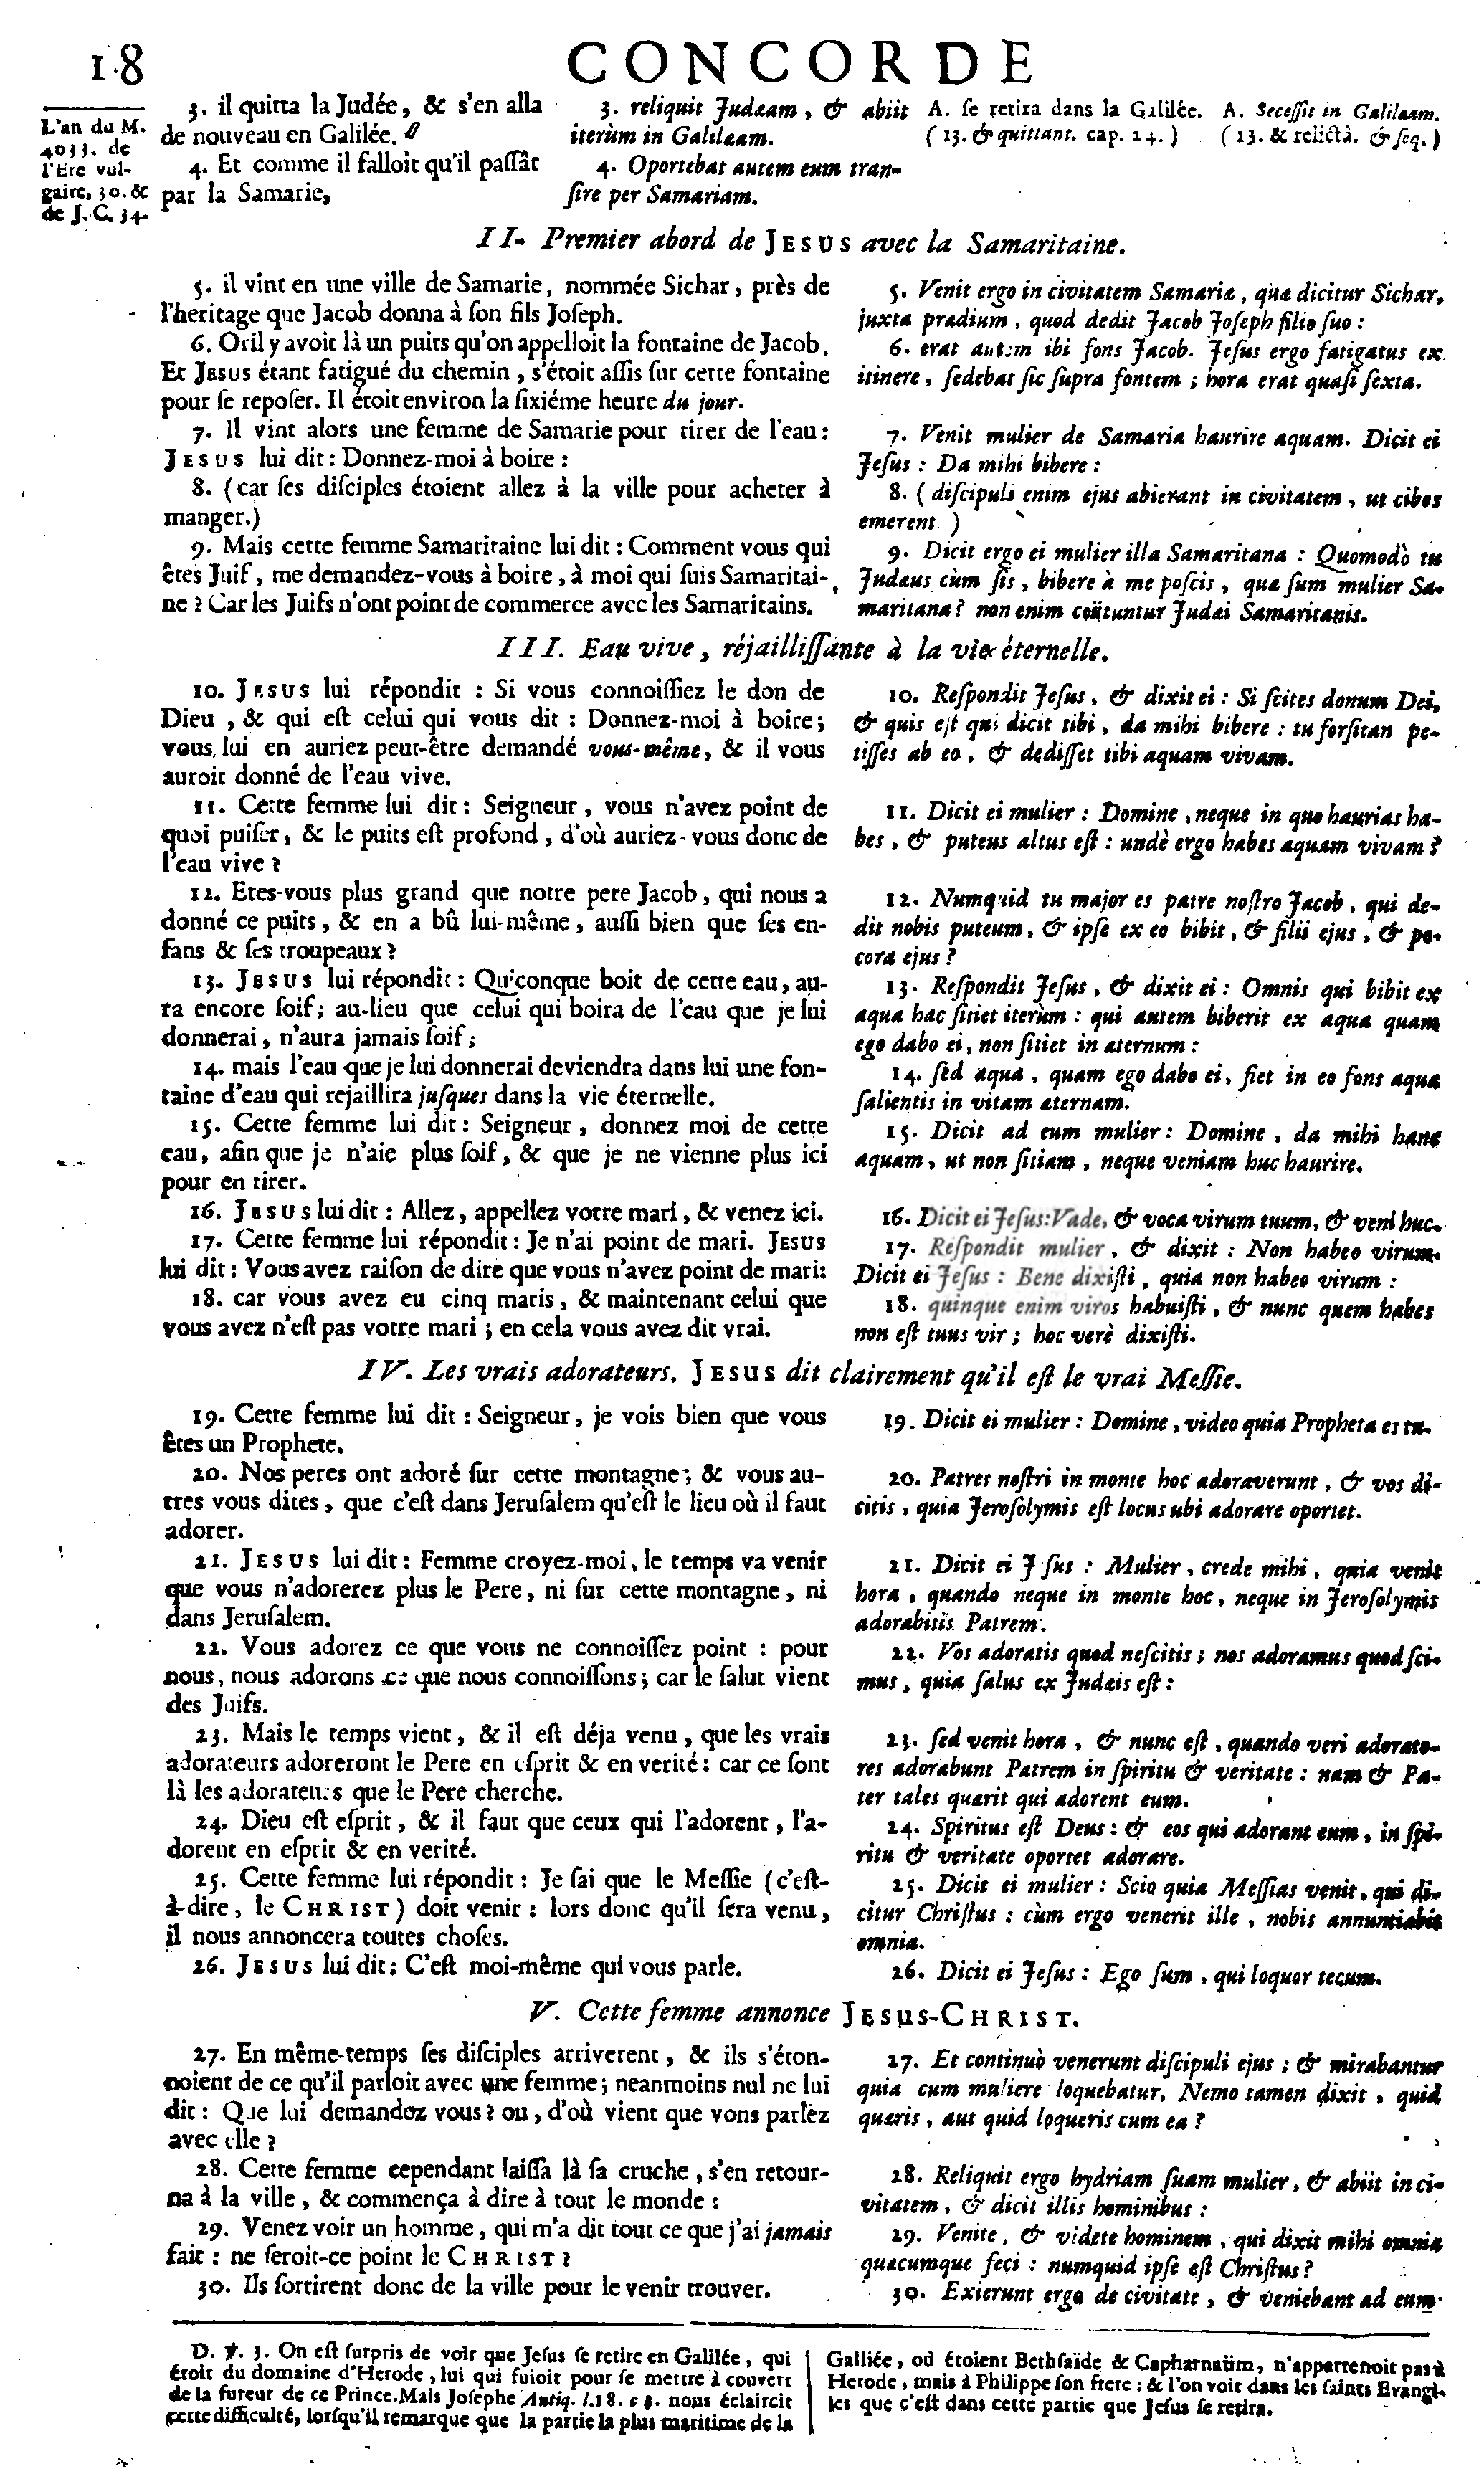 18
CONCORDE
L'an du M.
4033. de
l'Ere vul-
gaire, 30. &
de J. C. 34.
3. il quitta la Judée, & s'en alla
de nouveau en Galilée.
4. Et comme il falloit qu'il paſſât
par la Samarie,
3. reliquit Judæam, & abiit
iterùm in Galilæam.
4. Oportebat autem eum tran-
ſire per Samariam.
A. ſe retira dans la Galilée.
(13. & quittant. cap. 24.)
A. Seceſſit in Galilæam.
(13. & relictâ. & ſeq.)
II. Premier abord de JESUS avec la Samaritaine.
5. il vint en une ville de Samarie, nommée Sichar, près de
l'heritage que Jacob donna à ſon fils Joſeph.
6. Or il y avoit là un puits qu'on appelloit la fontaine de Jacob.
Et JESUS étant fatigué du chemin, s'étoit aſſis ſur cette fontaine
pour ſe repoſer. Il étoit environ la ſixiéme heure du jour.
7. Il vint alors une femme de Samarie pour tirer de l'eau:
JESUS lui dit: Donnez-moi à boire:
8. (car ſes diſciples étoient allez à la ville pour acheter à
manger.)
9. Mais cette femme Samaritaine lui dit: Comment vous qui
êtes Juif, me demandez-vous à boire, à moi qui ſuis Samaritai-
ne? Car les Juifs n'ont point de commerce avec les Samaritains.
5. Venit ergo in civitatem Samariæ, quæ dicitur Sichar,
juxta prædium, quod dedit Jacob Joſeph filio ſuo:
6. erat autem ibi fons Jacob. Jeſus ergo fatigatus ex
itinere, ſedebat ſic ſupra fontem; hora erat quaſi ſexta.
7. Venit mulier de Samaria haurire aquam. Dicit ei
Jeſus: Da mihi bibere:
8. (diſcipuli enim ejus abierant in civitatem, ut cibos
emerent.)
9. Dicit ergo ei mulier illa Samaritana: Quomodò tu
Judæus cùm ſis, bibere à me poſcis, quæ ſum mulier Sa-
maritana? non enim coütuntur Judæi Samaritanis.
III. Eau vive, réjailliſſante à la vie éternelle.
10. JESUS lui répondit: Si vous connoiſſiez le don de
Dieu, & qui eſt celui qui vous dit: Donnez-moi à boire;
vous lui en auriez peut-être demandé vous-même, & il vous
auroit donné de l'eau vive.
11. Cette femme lui dit: Seigneur, vous n'avez point de
quoi puiſer, & le puits eſt profond, d'où auriez-vous donc de
l'eau vive?
12. Etes-vous plus grand que notre pere Jacob, qui nous a
donné ce puits, & en a bû lui-même, auſſi bien que ſes en-
fans & ſes troupeaux?
13. JESUS lui répondit: Quiconque boit de cette eau, au-
ra encore ſoif; au-lieu que celui qui boira de l'eau que je lui
donnerai, n'aura jamais ſoif;
14. mais l'eau que je lui donnerai deviendra dans lui une fon-
taine d'eau qui rejaillira juſques dans la vie éternelle.
15. Cette femme lui dit: Seigneur, donnez moi de cette
eau, afin que je n'aie plus ſoif, & que je ne vienne plus ici
pour en tirer.
16. JESUS lui dit: Allez, appellez votre mari, & venez ici.
17. Cette femme lui répondit: Je n'ai point de mari. JESUS
lui dit: Vous avez raiſon de dire que vous n'avez point de mari:
18. car vous avez eu cinq maris, & maintenant celui que
vous avez n'eſt pas votre mari; en cela vous avez dit vrai.
10. Reſpondit Jeſus, & dixit ei: Si ſcires donum Dei,
& quis eſt qui dicit tibi, da mihi bibere: tu forſitan pe-
tiſſes ab eo, & dediſſet tibi aquam vivam.
11. Dicit ei mulier: Domine, neque in quo haurias ha-
bes, & puteus altus eſt: undè ergo habes aquam vivam?
12. Numquid tu major es patre noſtro Jacob, qui de-
dit nobis puteum, & ipſe ex eo bibit, & filii ejus, & pe-
cora ejus?
13. Reſpondit Jeſus, & dixit ei: Omnis qui bibit ex
aqua hac ſitiet iterùm: qui autem biberit ex aqua quam
ego dabo ei, non ſitiet in æternum:
14. ſed aqua, quam ego dabo ei, fiet in eo fons aquæ
ſalientis in vitam æternam.
15. Dicit ad eum mulier: Domine, da mihi hanc
aquam, ut non ſitiam, neque veniam huc haurire.
16. Dicit ei Jeſus: Vade, & voca virum tuum, & veni huc.
17. Reſpondit mulier, & dixit: Non habeo virum.
Dicit ei Jeſus: Bene dixiſti, quia non habeo virum:
18. quinque enim viros habuiſti, & nunc quem habes
non eſt tuus vir; hoc verè dixiſti.
IV. Les vrais adorateurs. JESUS dit clairement qu'il eſt le vrai Meſſie.
19. Cette femme lui dit: Seigneur, je vois bien que vous
êtes un Prophete.
20. Nos peres ont adoré ſur cette montagne; & vous au-
tres vous dites, que c'eſt dans Jeruſalem qu'eſt le lieu où il faut
adorer.
21. JESUS lui dit: Femme croyez-moi, le temps va venir
que vous n'adorerez plus le Pere, ni ſur cette montagne, ni
dans Jeruſalem.
22. Vous adorez ce que vous ne connoiſſez point: pour
nous, nous adorons ce que nous connoiſſons; car le ſalut vient
des Juifs.
23. Mais le temps vient, & il eſt déja venu, que les vrais
adorateurs adoreront le Pere en eſprit & en verité: car ce ſont
là les adorateurs que le Pere cherche.
24. Dieu eſt eſprit, & il faut que ceux qui l'adorent, l'a-
dorent en eſprit & en verité.
25. Cette femme lui répondit: Je ſai que le Meſſie (c'eſt-
à-dire, le CHRIST) doit venir: lors donc qu'il ſera venu,
il nous annoncera toutes choſes.
26. JESUS lui dit: C'eſt moi-même qui vous parle.
19. Dicit ei mulier: Domine, video quia Propheta es tu.
20. Patres noſtri in monte hoc adoraverunt, & vos di-
citis, quia Jeroſolymis eſt locus ubi adorare oportet.
21. Dicit ei J ſus: Mulier, crede mihi, quia venit
hora, quando neque in monte hoc, neque in Jeroſolymis
adorabitis Patrem.
22. Vos adoratis quod neſcitis; nos adoramus quod ſci-
mus, quia ſalus ex Judæis eſt:
23. ſed venit hora, & nunc eſt, quando veri adorato-
res adorabunt Patrem in ſpiritu & veritate: nam & Pa-
ter tales quærit qui adorent eum.
24. Spiritus eſt Deus: & eos qui adorant eum, in ſpi-
ritu & veritate oportet adorare.
25. Dicit ei mulier: Scio quia Meſſias venit, qui di-
citur Chriſtus: cùm ergo venerit ille, nobis annuntiabit
omnia.
26. Dicit ei Jeſus: Ego ſum, qui loquor tecum.
V. Cette femme annonce JESUS-CHRIST.
27. En même-temps ſes diſciples arriverent, & ils s'éton-
noient de ce qu'il parloit avec une femme; neanmoins nul ne lui
dit: Que lui demandez vous? ou, d'où vient que vons parlez
avec elle?
28. Cette femme cependant laiſſa là ſa cruche, s'en retour-
na à la ville, & commença à dire à tout le monde:
29. Venez voir un homme, qui m'a dit tout ce que j'ai jamais
fait: ne ſeroit-ce point le CHRIST?
30. Ils ſortirent donc de la ville pour le venir trouver.
27. Et continuò venerunt diſcipuli ejus; & mirabantur
quia cum muliere loquebatur. Nemo tamen dixit, quid
quæris, aut quid loqueris cum ea?
28. Reliquit ergo hydriam ſuam mulier, & abiit in ci-
vitatem, & dicit illis hominibus:
29. Venite, & videte hominem, qui dixit mihi omnia
quæcumque feci: numquid ipſe eſt Chriſtus?
30. Exierunt ergo de civitate, & veniebant ad eum.
D. ℣. 3. On eſt ſurpris de voir que Jeſus ſe retire en Galilée, qui
étoit du domaine d'Herode, lui qui fuioit pour ſe mettre à couvert
de la fureur de ce Prince. Mais Joſephe Antiq. l. 18. c 3. nous éclaircit
cette difficulté, lorſqu'il remarque que la partie la plus maritime de la
Galilée, où étoient Bethſaide & Capharnaüm, n'appartenoit pas à
Herode, mais à Philippe ſon frere: & l'on voit dans les ſaints Evangi-
les que c'eſt dans cette partie que Jeſus ſe retira.